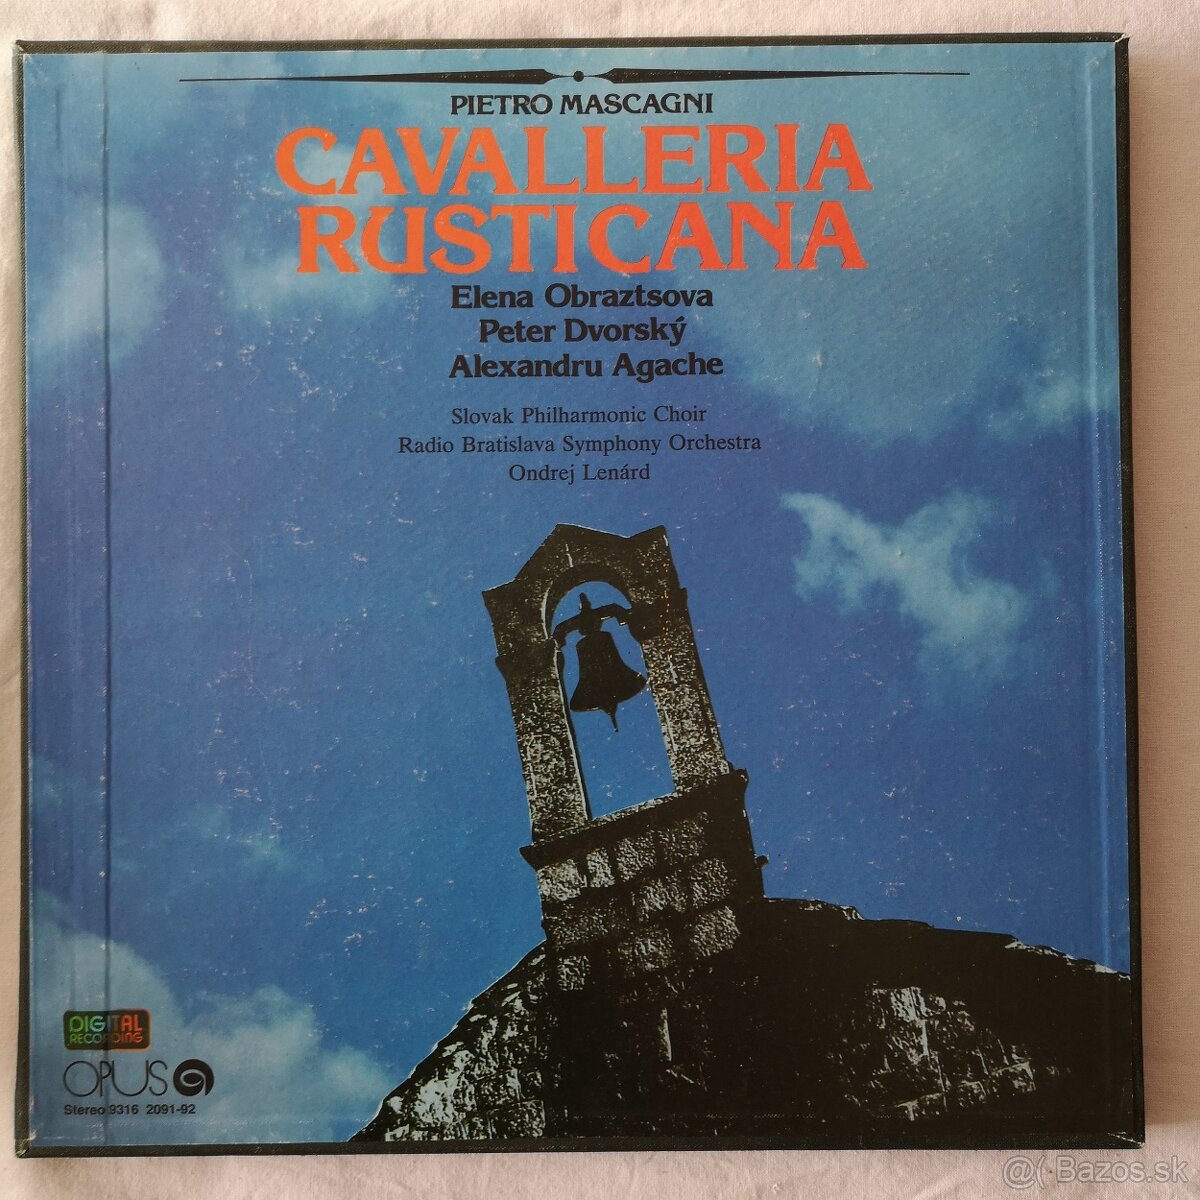 PIETRO MASCAGNI
CAVALLERIA
RUSTICANA
Elena Obraztsova
Peter Dvorský
Alexandru Agache
Slovak Philharmonic Choir
Radio Bratislava Symphony Orchestra
Ondrej Lenárd
DIGITAL
RECORDING
OPUS
Stereo 9316 2091-92
@( Bazos.sk